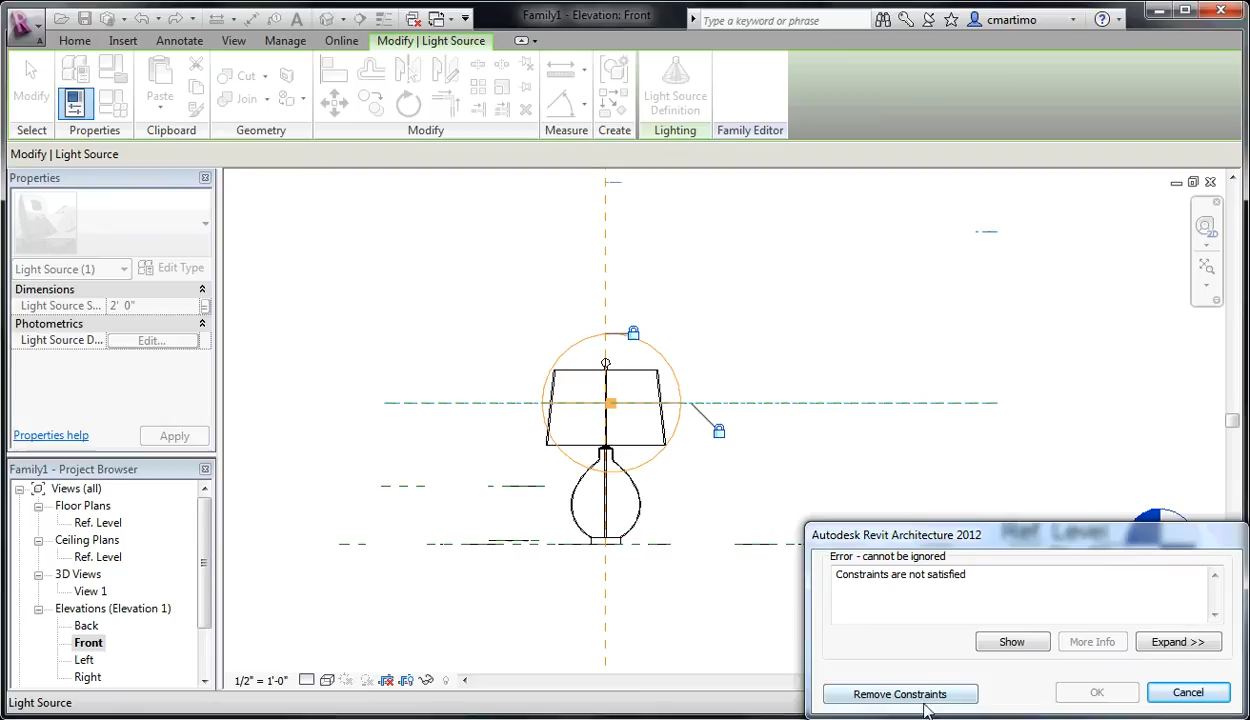 Family1 - Elevation: Front
Type a keyword or phrase
cmartimo
Home Insert Annotate View Manage Online Modify | Light Source
Modify
Paste
Cut
Join
Light Source
Definition
Select Properties Clipboard Geometry Modify Measure Create Lighting Family Editor
Modify | Light Source
Properties
Light Source (1) Edit Type
Dimensions
Light Source S... 2' 0"
Photometrics
Light Source D... Edit...
Properties help Apply
Family1 - Project Browser
Views (all)
Floor Plans
Ref. Level
Ceiling Plans
Ref. Level
3D Views
View 1
Elevations (Elevation 1)
Back
Front
Left
Right
2D
Ref. Level
1/2" = 1'-0"
Light Source
Autodesk Revit Architecture 2012
Error - cannot be ignored
Constraints are not satisfied
Show More Info Expand >>
Remove Constraints OK Cancel